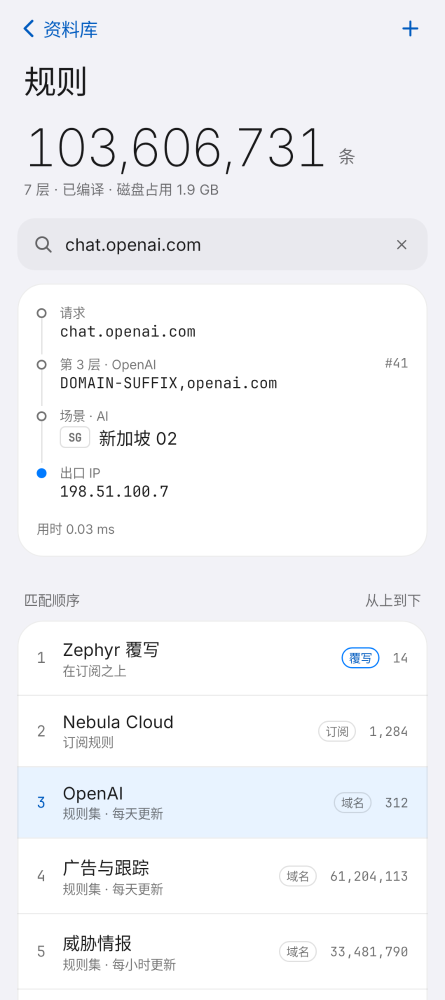 资料库
规则
103,606,731 条
7 层 · 已编译 · 磁盘占用 1.9 GB
chat.openai.com
请求
chat.openai.com
第 3 层 · OpenAI #41
DOMAIN-SUFFIX,openai.com
场景 · AI
SG 新加坡 02
出口 IP
198.51.100.7
用时 0.03 ms
匹配顺序 从上到下
1 Zephyr 覆写 覆写 14
在订阅之上
2 Nebula Cloud 订阅 1,284
订阅规则
3 OpenAI 域名 312
规则集 · 每天更新
4 广告与跟踪 域名 61,204,113
规则集 · 每天更新
5 威胁情报 域名 33,481,790
规则集 · 每小时更新